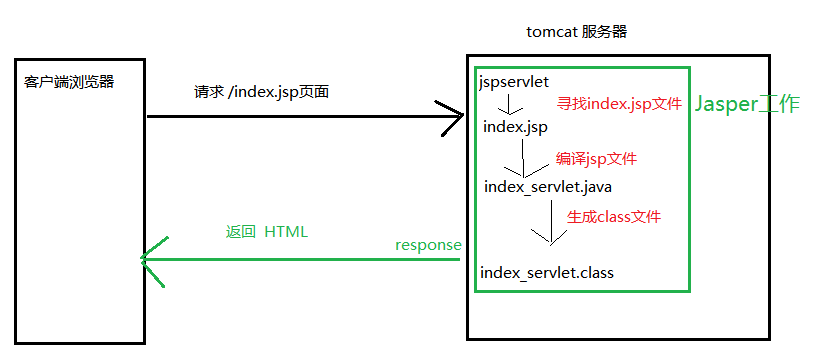 tomcat 服务器
客户端浏览器
请求 /index.jsp页面
jspservlet
寻找index.jsp文件
Jasper工作
index.jsp
编译jsp文件
index_servlet.java
生成class文件
返回 HTML
response
index_servlet.class